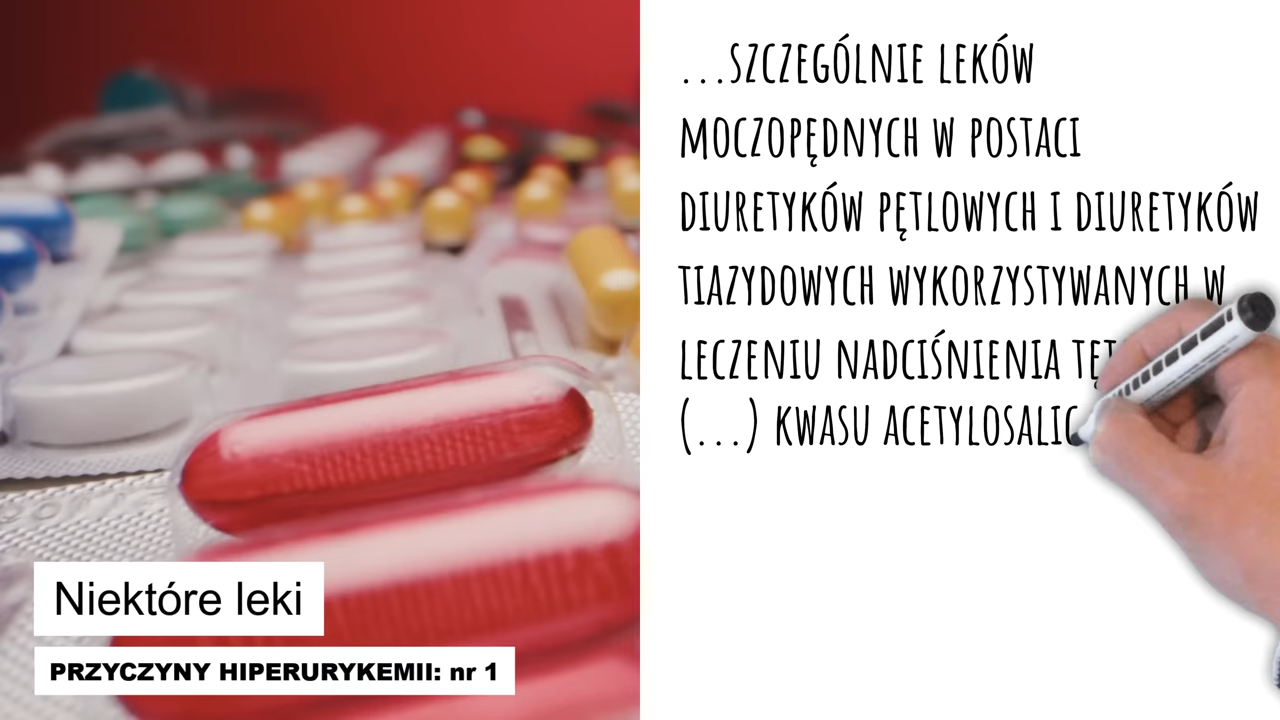 ...SZCZEGÓLNIE LEKÓW
MOCZOPĘDNYCH W POSTACI
DIURETYKÓW PĘTLOWYCH I DIURETYKÓW
TIAZYDOWYCH WYKORZYSTYWANYCH W
LECZENIU NADCIŚNIENIA
(...) KWASU
Niektóre leki
PRZYCZYNY HIPERURYKEMII: nr 1